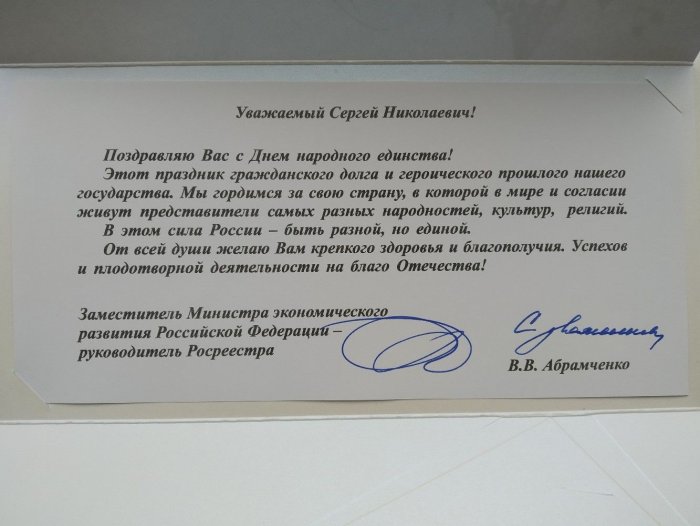 Уважаемый Сергей Николаевич!
Поздравляю Вас с Днем народного единства!
Этот праздник гражданского долга и героического прошлого нашего
государства. Мы гордимся за свою страну, в которой в мире и согласии
живут представители самых разных народностей, культур, религий.
В этом сила России – быть разной, но единой.
От всей души желаю Вам крепкого здоровья и благополучия. Успехов
и плодотворной деятельности на благо Отечества!
Заместитель Министра экономического
развития Российской Федерации –
руководитель Росреестра
С уважением,
В.В. Абрамченко